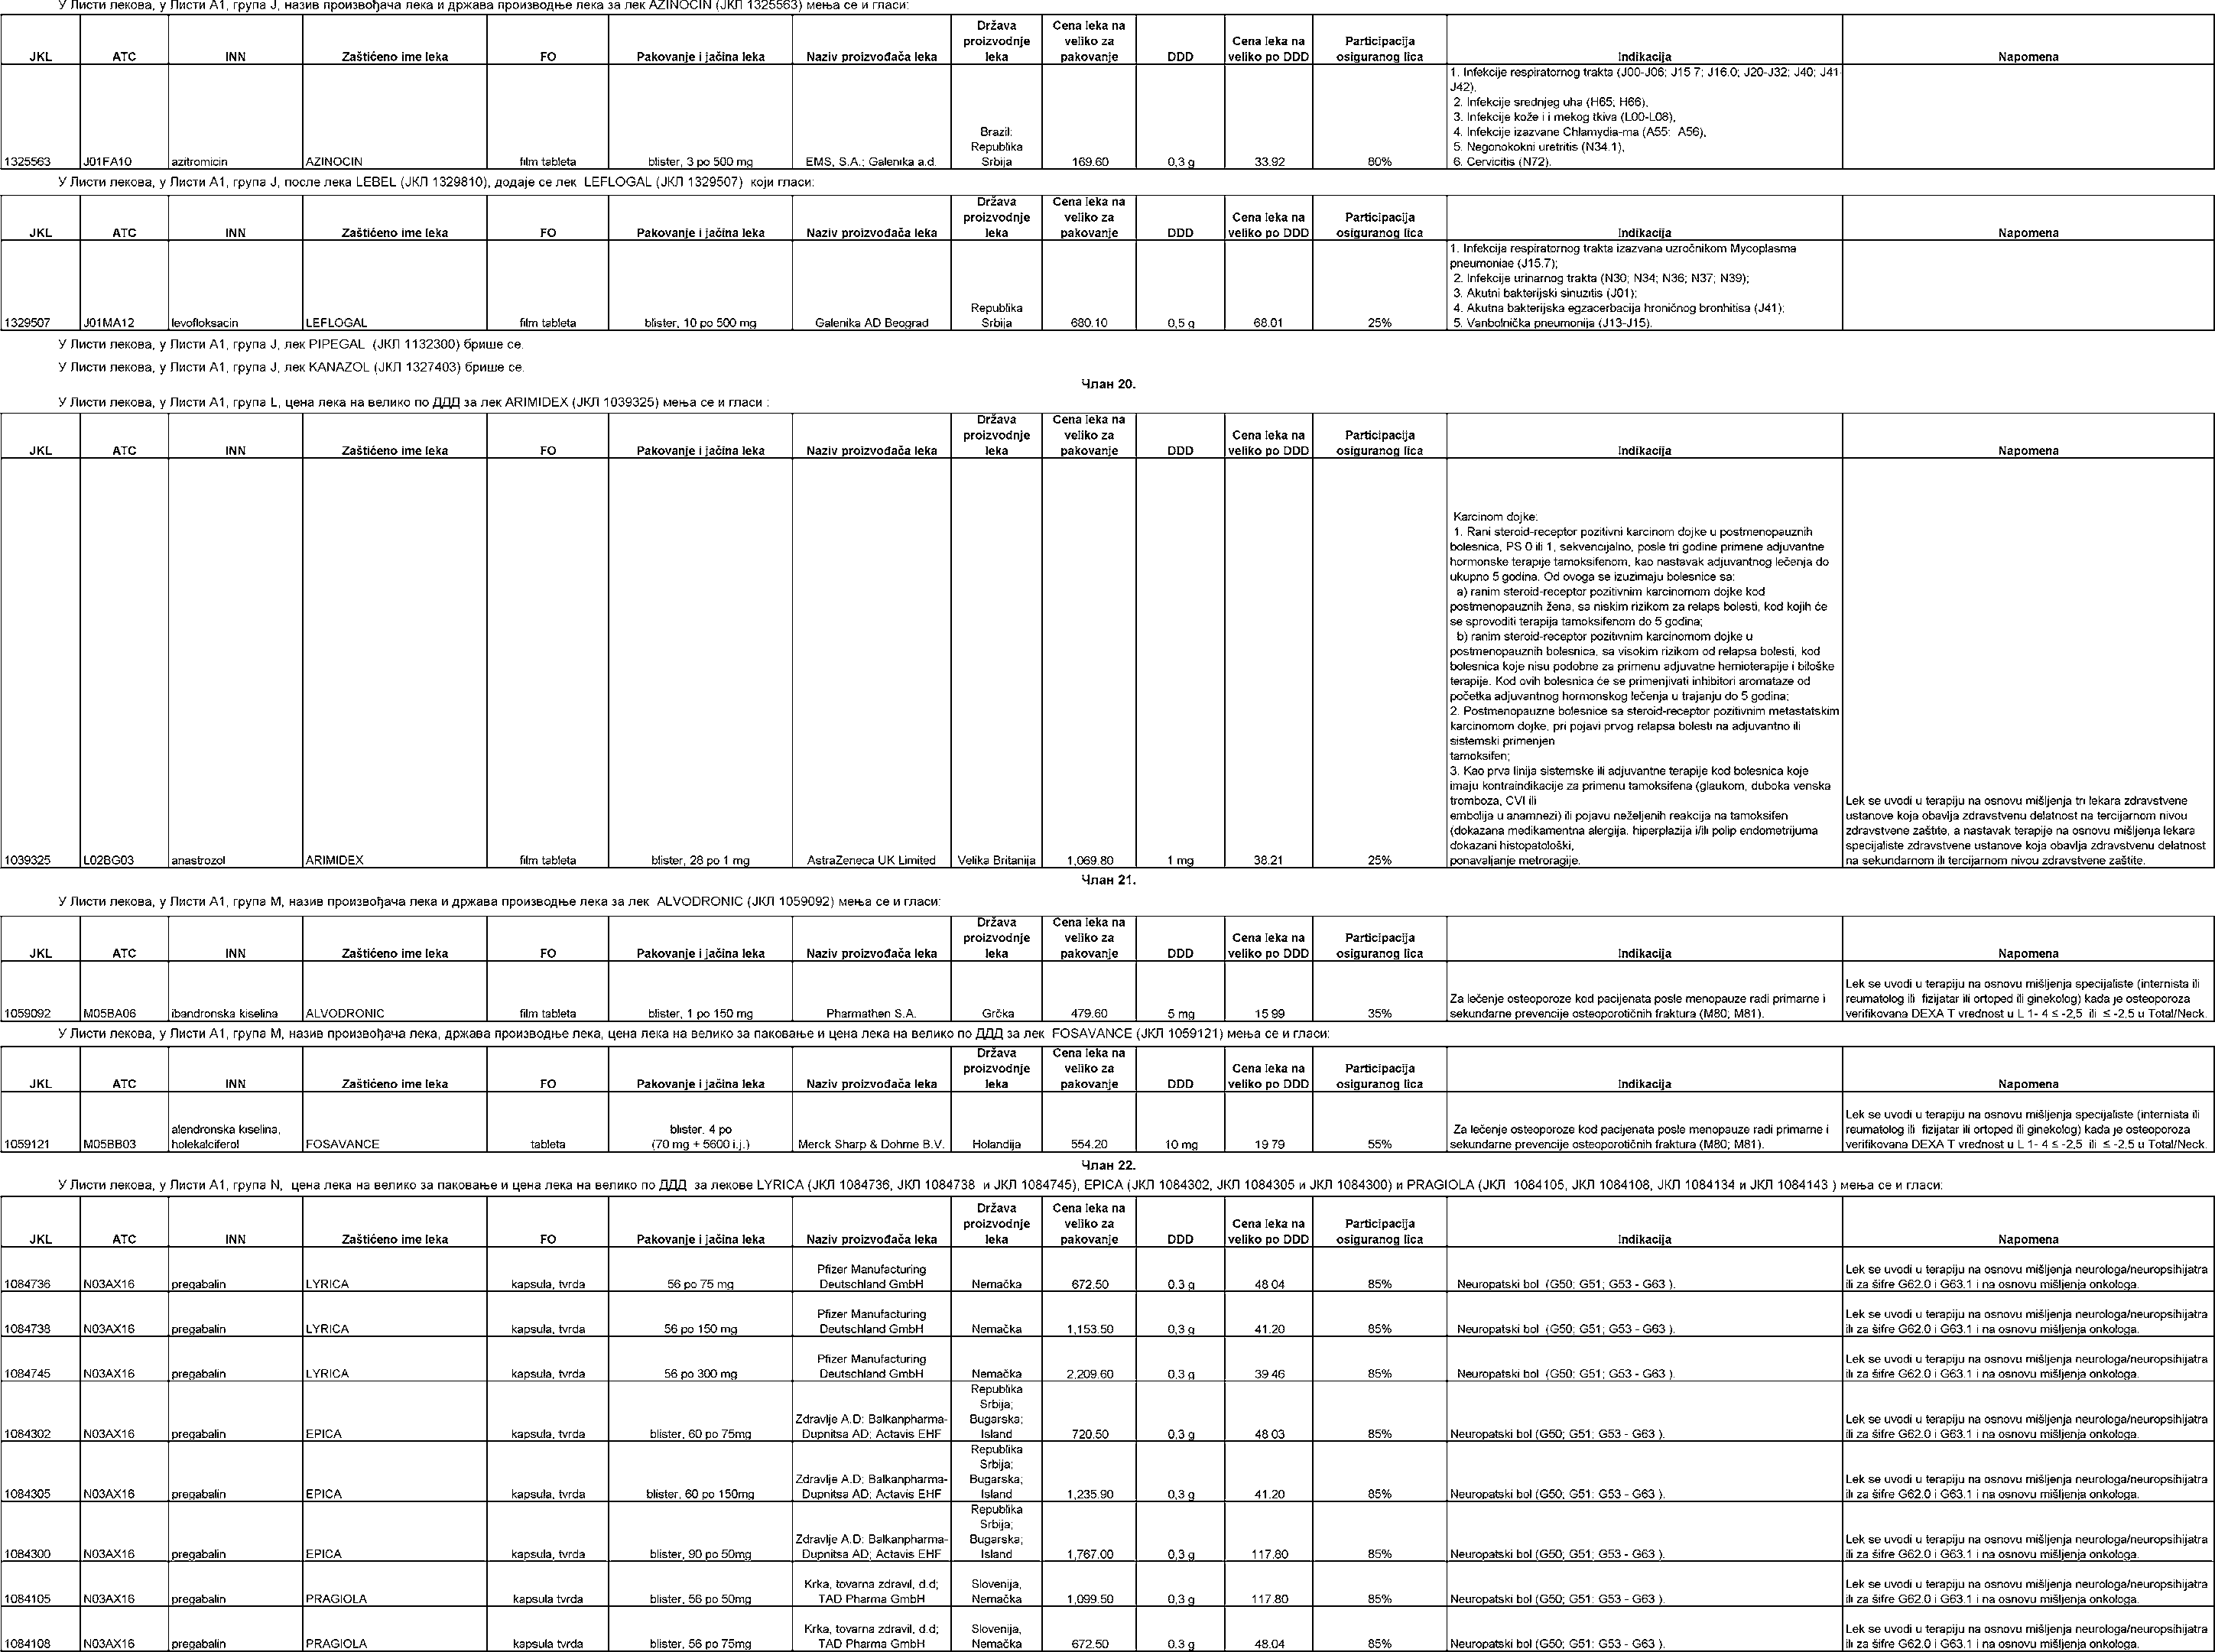 У Листи лекова, у Листи А1, група Ј, назив произвођача лека и држава производње лека за лек AZINOCIN (ЈКЛ 1325563) мења се и гласи:
JKL ATC INN Zaštićeno ime leka FO Pakovanje i jačina leka Naziv proizvođača leka Država proizvodnje leka Cena leka na veliko za pakovanje DDD Cena leka na veliko po DDD Participacija osiguranog lica Indikacija Napomena
1325563 J01FA10 azitromicin AZINOCIN film tableta blister, 3 po 500 mg EMS, S.A.; Galenika a.d. Brazil; Republika Srbija 169.60 0,3 g 33.92 80%
1. Infekcije respiratornog trakta (J00-J06; J15 7; J16.0; J20-J32; J40; J41-
J42),
2. Infekcije srednjeg uha (H65; H66),
3. Infekcije kože i i mekog tkiva (L00-L08),
4. Infekcije izazvane Chlamydia-ma (A55; A56),
5. Negonokokni uretritis (N34.1),
6. Cervicitis (N72).
У Листи лекова, у Листи А1, група Ј, после лека LEBEL (ЈКЛ 1329810), додаје се лек LEFLOGAL (ЈКЛ 1329507) који гласи:
JKL ATC INN Zaštićeno ime leka FO Pakovanje i jačina leka Naziv proizvođača leka Država proizvodnje leka Cena leka na veliko za pakovanje DDD Cena leka na veliko po DDD Participacija osiguranog lica Indikacija Napomena
1329507 J01MA12 levofloksacin LEFLOGAL film tableta blister, 10 po 500 mg Galenika AD Beograd Republika Srbija 680.10 0,5 g 68.01 25%
1. Infekcija respiratornog trakta izazvana uzročnikom Mycoplasma
pneumoniae (J15.7);
2. Infekcije urinarnog trakta (N30; N34; N36; N37; N39);
3. Akutni bakterijski sinuzitis (J01);
4. Akutna bakterijska egzacerbacija hroničnog bronhitisa (J41);
5. Vanbolnička pneumonija (J13-J15).
У Листи лекова, у Листи А1, група Ј, лек PIPEGAL (ЈКЛ 1132300) брише се.
У Листи лекова, у Листи А1, група Ј, лек KANAZOL (ЈКЛ 1327403) брише се.
Члан 20.
У Листи лекова, у Листи А1, група L, цена лека на велико по ДДД за лек ARIMIDEX (ЈКЛ 1039325) мења се и гласи :
JKL ATC INN Zaštićeno ime leka FO Pakovanje i jačina leka Naziv proizvođača leka Država proizvodnje leka Cena leka na veliko za pakovanje DDD Cena leka na veliko po DDD Participacija osiguranog lica Indikacija Napomena
1039325 L02BG03 anastrozol ARIMIDEX film tableta blister, 28 po 1 mg AstraZeneca UK Limited Velika Britanija 1,069.80 1 mg 38.21 25%
Karcinom dojke:
1. Rani steroid-receptor pozitivni karcinom dojke u postmenopauznih
bolesnica, PS 0 ili 1, sekvencijalno, posle tri godine primene adjuvantne
hormonske terapije tamoksifenom, kao nastavak adjuvantnog lečenja do
ukupno 5 godina. Od ovoga se izuzimaju bolesnice sa:
a) ranim steroid-receptor pozitivnim karcinomom dojke kod
postmenopauznih žena, sa niskim rizikom za relaps bolesti, kod kojih će
se sprovoditi terapija tamoksifenom do 5 godina;
b) ranim steroid-receptor pozitivnim karcinomom dojke u
postmenopauznih bolesnica, sa visokim rizikom od relapsa bolesti, kod
bolesnica koje nisu podobne za primenu adjuvatne hemioterapije i biloške
terapije. Kod ovih bolesnica će se primenjivati inhibitori aromataze od
početka adjuvantnog hormonskog lečenja u trajanju do 5 godina;
2. Postmenopauzne bolesnice sa steroid-receptor pozitivnim metastatskim
karcinomom dojke, pri pojavi prvog relapsa bolesti na adjuvantno ili
sistemski primenjen
tamoksifen;
3. Kao prva linija sistemske ili adjuvantne terapije kod bolesnica koje
imaju kontraindikacije za primenu tamoksifena (glaukom, duboka venska
tromboza, CVI ili
embolija u anamnezi) ili pojavu neželjenih reakcija na tamoksifen
(dokazana medikamentna alergija, hiperplazija i/ili polip endometrijuma
dokazani histopatološki,
ponavaljanje metroragije.
Lek se uvodi u terapiju na osnovu mišljenja tri lekara zdravstvene
ustanove koja obavlja zdravstvenu delatnost na tercijarnom nivou
zdravstvene zaštite, a nastavak terapije na osnovu mišljenja lekara
specijaliste zdravstvene ustanove koja obavlja zdravstvenu delatnost
na sekundarnom ili tercijarnom nivou zdravstvene zaštite.
Члан 21.
У Листи лекова, у Листи А1, група М, назив произвођача лека и држава производње лека за лек ALVODRONIC (ЈКЛ 1059092) мења се и гласи:
JKL ATC INN Zaštićeno ime leka FO Pakovanje i jačina leka Naziv proizvođača leka Država proizvodnje leka Cena leka na veliko za pakovanje DDD Cena leka na veliko po DDD Participacija osiguranog lica Indikacija Napomena
1059092 M05BA06 ibandronska kiselina ALVODRONIC film tableta blister, 1 po 150 mg Pharmathen S.A. Grčka 479.60 5 mg 15 99 35%
Za lečenje osteoporoze kod pacijenata posle menopauze radi primarne i
sekundarne prevencije osteoporotičnih fraktura (M80; M81).
Lek se uvodi u terapiju na osnovu mišljenja specijaliste (internista ili
reumatolog ili fizijatar ili ortoped ili ginekolog) kada je osteoporoza
verifikovana DEXA T vrednost u L 1- 4 ≤ -2,5 ili ≤ -2.5 u Total/Neck.
У Листи лекова, у Листи А1, група М, назив произвођача лека, држава производње лека, цена лека на велико за паковање и цена лека на велико по ДДД за лек FOSAVANCE (ЈКЛ 1059121) мења се и гласи:
JKL ATC INN Zaštićeno ime leka FO Pakovanje i jačina leka Naziv proizvođača leka Država proizvodnje leka Cena leka na veliko za pakovanje DDD Cena leka na veliko po DDD Participacija osiguranog lica Indikacija Napomena
1059121 M05BB03 alendronska kiselina, holekalciferol FOSAVANCE tableta blister, 4 po (70 mg + 5600 i.j.) Merck Sharp & Dohme B.V. Holandija 554.20 10 mg 19 79 55%
Za lečenje osteoporoze kod pacijenata posle menopauze radi primarne i
sekundarne prevencije osteoporotičnih fraktura (M80; M81).
Lek se uvodi u terapiju na osnovu mišljenja specijaliste (internista ili
reumatolog ili fizijatar ili ortoped ili ginekolog) kada je osteoporoza
verifikovana DEXA T vrednost u L 1- 4 ≤ -2,5 ili ≤ -2,5 u Total/Neck.
Члан 22.
У Листи лекова, у Листи А1, група N, цена лека на велико за паковање и цена лека на велико по ДДД за лекове LYRICA (ЈКЛ 1084736, ЈКЛ 1084738 и ЈКЛ 1084745), EPICA (ЈКЛ 1084302, ЈКЛ 1084305 и ЈКЛ 1084300) и PRAGIOLA (ЈКЛ 1084105, ЈКЛ 1084108, ЈКЛ 1084134 и ЈКЛ 1084143 ) мења се и гласи:
JKL ATC INN Zaštićeno ime leka FO Pakovanje i jačina leka Naziv proizvođača leka Država proizvodnje leka Cena leka na veliko za pakovanje DDD Cena leka na veliko po DDD Participacija osiguranog lica Indikacija Napomena
1084736 N03AX16 pregabalin LYRICA kapsula, tvrda 56 po 75 mg Pfizer Manufacturing Deutschland GmbH Nemačka 672.50 0,3 g 48 04 85% Neuropatski bol (G50; G51; G53 - G63 ).
Lek se uvodi u terapiju na osnovu mišljenja neurologa/neuropsihijatra
ili za šifre G62.0 i G63.1 i na osnovu mišljenja onkologa.
1084738 N03AX16 pregabalin LYRICA kapsula, tvrda 56 po 150 mg Pfizer Manufacturing Deutschland GmbH Nemačka 1,153.50 0,3 g 41.20 85% Neuropatski bol (G50; G51; G53 - G63 ).
Lek se uvodi u terapiju na osnovu mišljenja neurologa/neuropsihijatra
ili za šifre G62.0 i G63.1 i na osnovu mišljenja onkologa.
1084745 N03AX16 pregabalin LYRICA kapsula, tvrda 56 po 300 mg Pfizer Manufacturing Deutschland GmbH Nemačka 2,209.60 0,3 g 39 46 85% Neuropatski bol (G50; G51; G53 - G63 ).
Lek se uvodi u terapiju na osnovu mišljenja neurologa/neuropsihijatra
ili za šifre G62.0 i G63.1 i na osnovu mišljenja onkologa.
1084302 N03AX16 pregabalin EPICA kapsula, tvrda blister, 60 po 75mg Zdravlje A.D; Balkanpharma-Dupnitsa AD; Actavis EHF Republika Srbija; Bugarska; Island 720.50 0,3 g 48 03 85% Neuropatski bol (G50; G51; G53 - G63 ).
Lek se uvodi u terapiju na osnovu mišljenja neurologa/neuropsihijatra
ili za šifre G62.0 i G63.1 i na osnovu mišljenja onkologa.
1084305 N03AX16 pregabalin EPICA kapsula, tvrda blister, 60 po 150mg Zdravlje A.D; Balkanpharma-Dupnitsa AD; Actavis EHF Republika Srbija; Bugarska; Island 1,235.90 0,3 g 41.20 85% Neuropatski bol (G50; G51; G53 - G63 ).
Lek se uvodi u terapiju na osnovu mišljenja neurologa/neuropsihijatra
ili za šifre G62.0 i G63.1 i na osnovu mišljenja onkologa.
1084300 N03AX16 pregabalin EPICA kapsula, tvrda blister, 90 po 50mg Zdravlje A.D; Balkanpharma-Dupnitsa AD; Actavis EHF Republika Srbija; Bugarska; Island 1,767.00 0,3 g 117.80 85% Neuropatski bol (G50; G51; G53 - G63 ).
Lek se uvodi u terapiju na osnovu mišljenja neurologa/neuropsihijatra
ili za šifre G62.0 i G63.1 i na osnovu mišljenja onkologa.
1084105 N03AX16 pregabalin PRAGIOLA kapsula tvrda blister, 56 po 50mg Krka, tovarna zdravil, d.d; TAD Pharma GmbH Slovenija, Nemačka 1,099.50 0,3 g 117.80 85% Neuropatski bol (G50; G51; G53 - G63 ).
Lek se uvodi u terapiju na osnovu mišljenja neurologa/neuropsihijatra
ili za šifre G62.0 i G63.1 i na osnovu mišljenja onkologa.
1084108 N03AX16 pregabalin PRAGIOLA kapsula tvrda blister, 56 po 75mg Krka, tovarna zdravil, d.d; TAD Pharma GmbH Slovenija, Nemačka 672.50 0.3 g 48.04 85% Neuropatski bol (G50; G51; G53 - G63 ).
Lek se uvodi u terapiju na osnovu mišljenja neurologa/neuropsihijatra
ili za šifre G62.0 i G63.1 i na osnovu mišljenja onkologa.